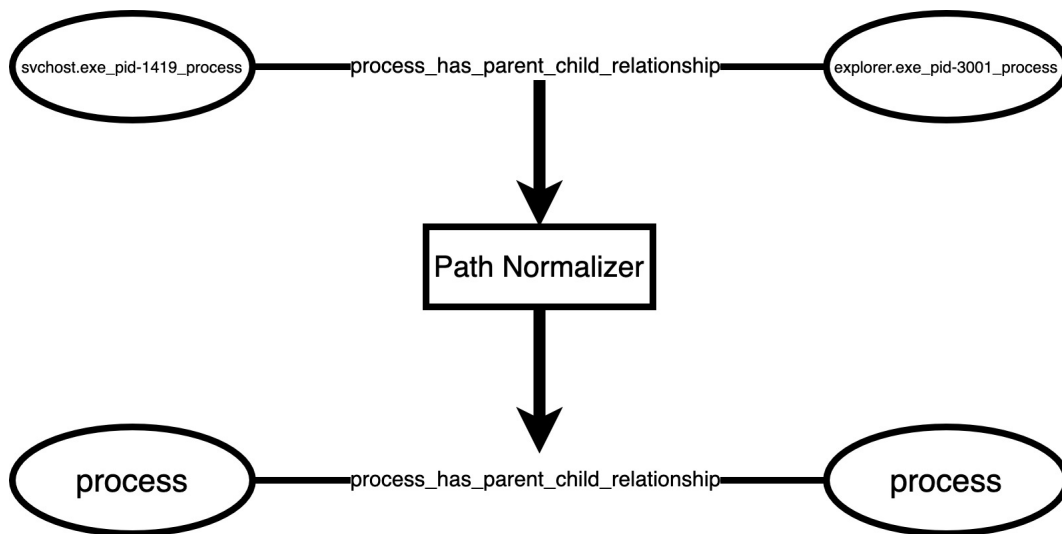 svchost.exe_pid-1419_process process_has_parent_child_relationship explorer.exe_pid-3001_process
Path Normalizer
process process_has_parent_child_relationship process